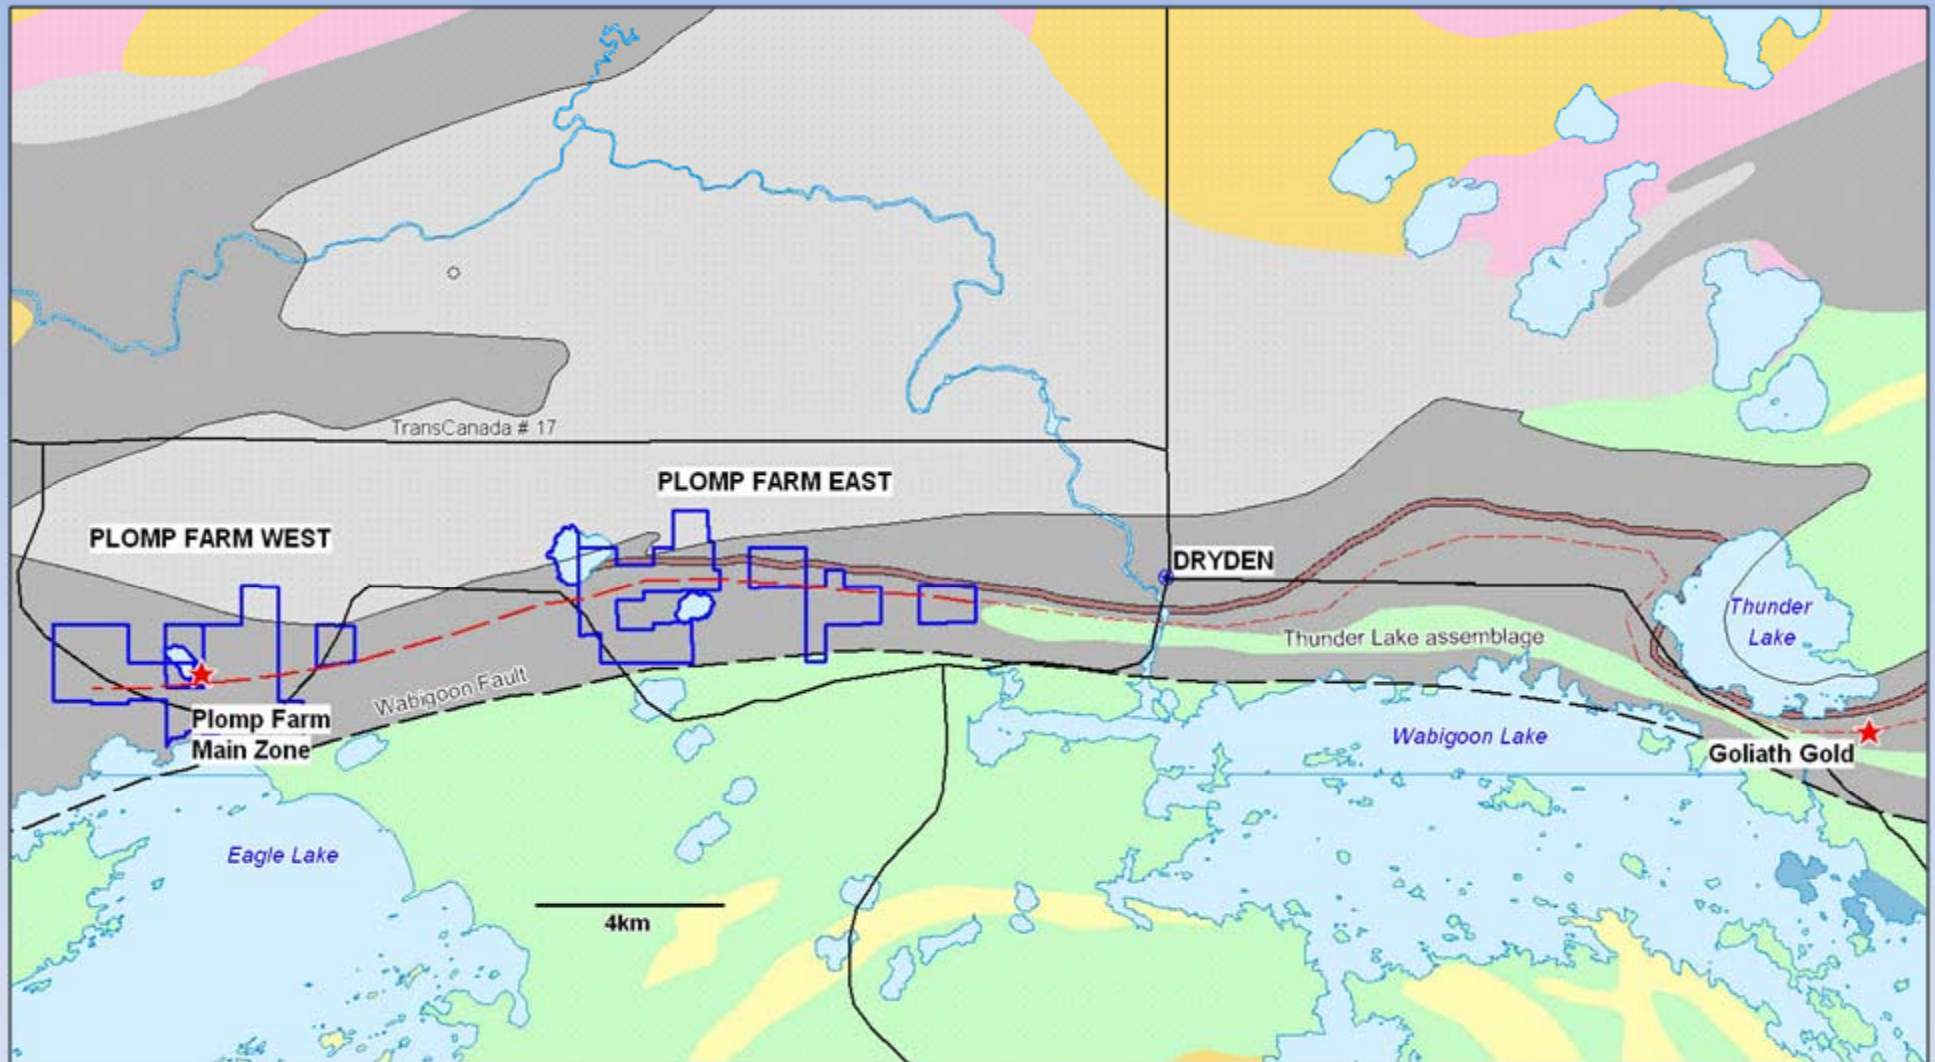 TransCanada # 17
PLOMP FARM EAST
PLOMP FARM WEST
DRYDEN
Thunder
Lake
Thunder Lake assemblage
Wabigoon Fault
Plomp Farm
Main Zone
Wabigoon Lake
Goliath Gold
Eagle Lake
4km